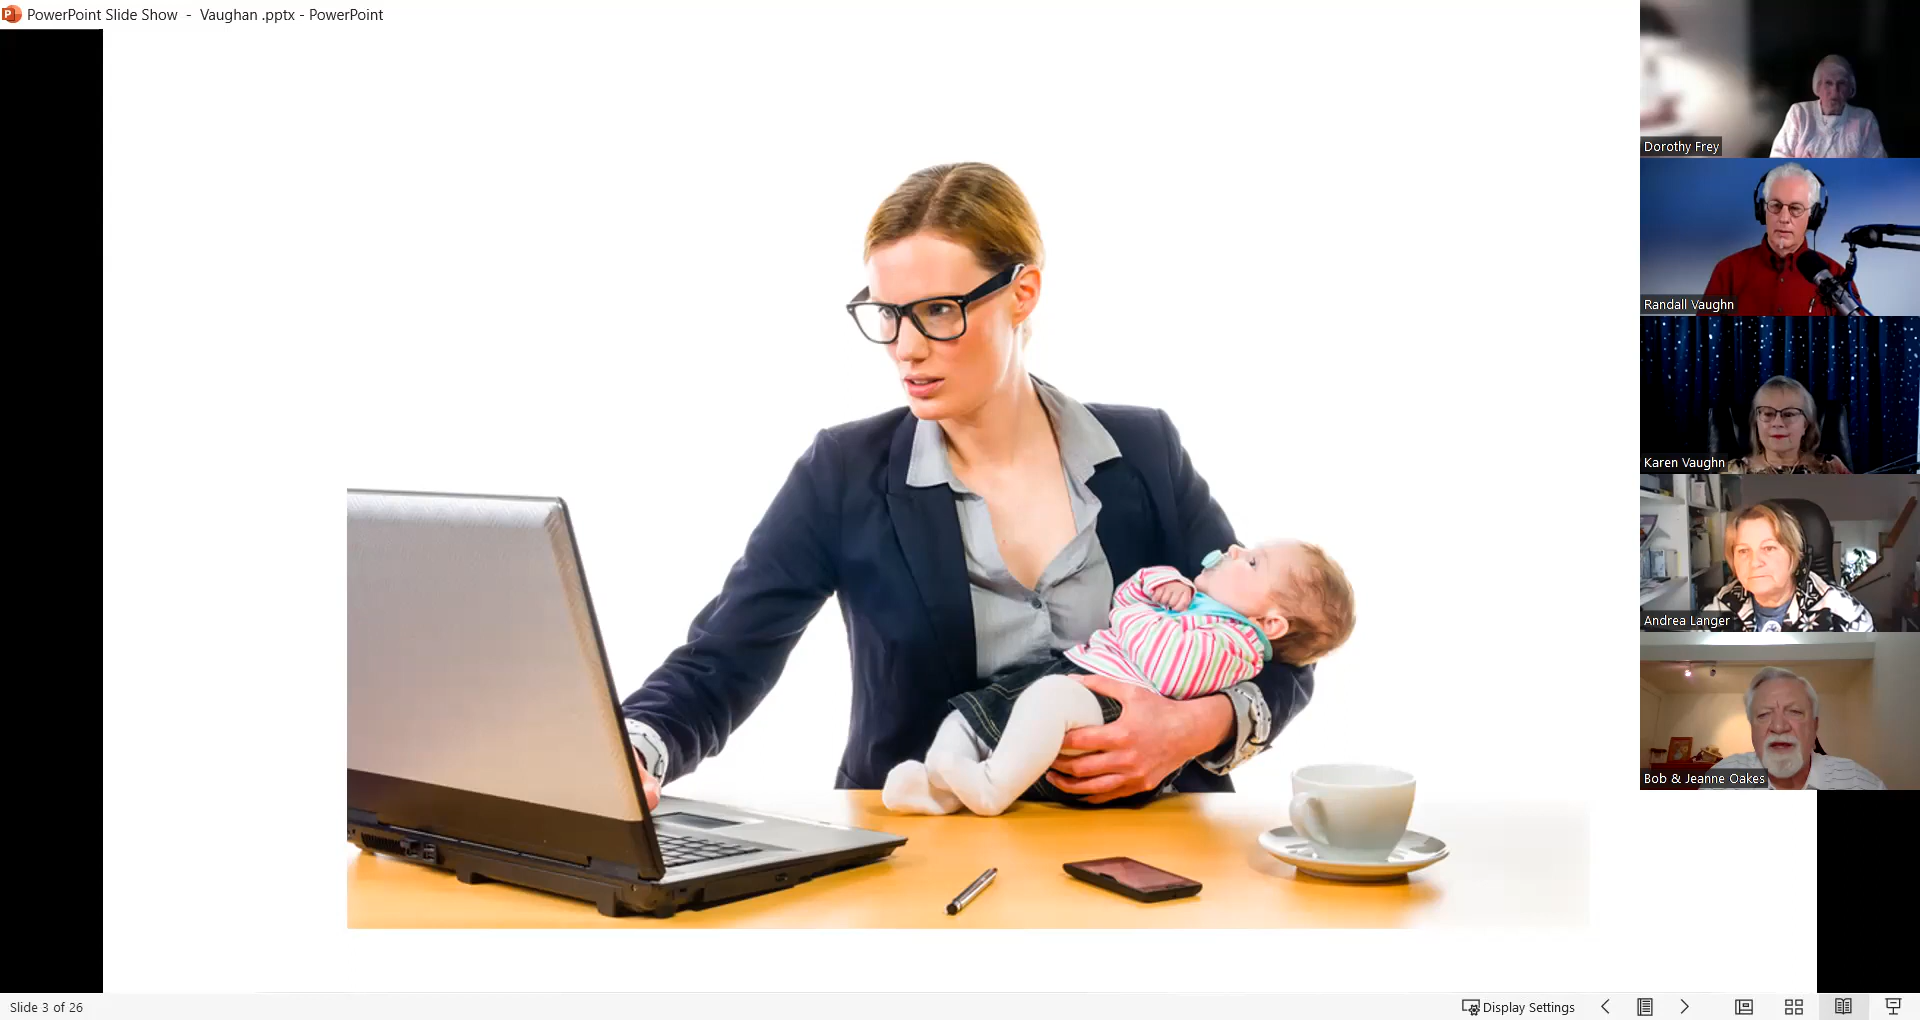 PowerPoint Slide Show - Vaughan .pptx - PowerPoint
Dorothy Frey
Randall Vaughn
Karen Vaughn
Andrea Langer
Bob & Jeanne Oakes
Slide 3 of 26
Display Settings